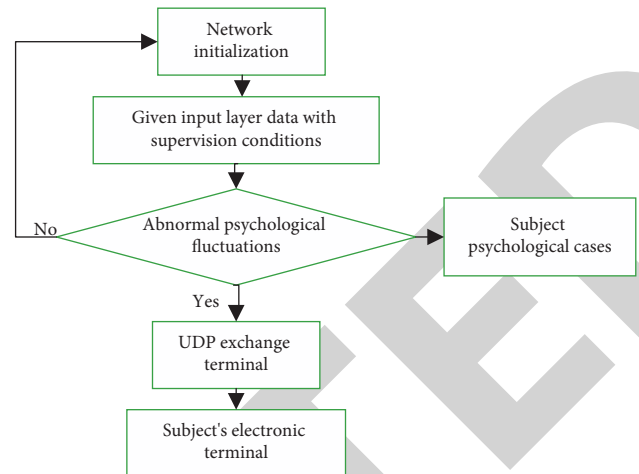 Network
initialization
Given input layer data with
supervision conditions
No
Abnormal psychological
fluctuations
Subject
psychological cases
Yes
UDP exchange
terminal
Subject's electronic
terminal
TED